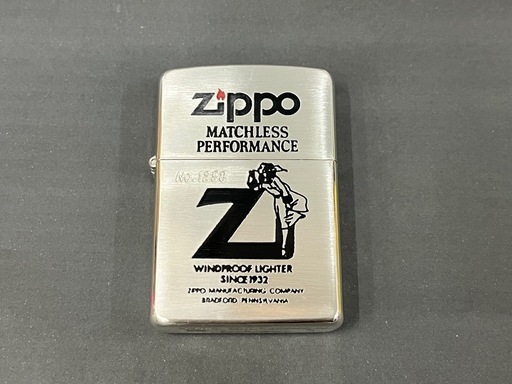 Zippo
MATCHLESS
PERFORMANCE
Z
WINDPROOF LIGHTER
SINCE 1932
ZIPPO MANUFACTURING COMPANY
BRADFORD, PENNSYLVANIA